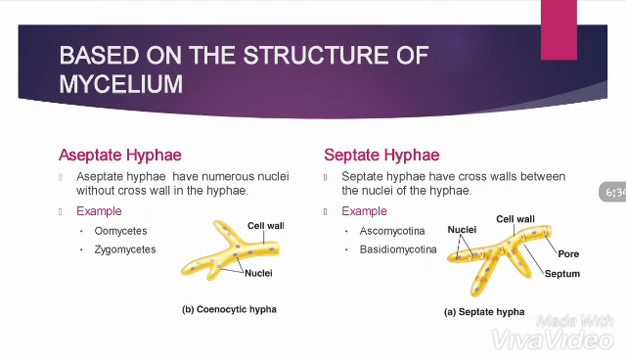 BASED ON THE STRUCTURE OF
MYCELIUM
Aseptate Hyphae
Aseptate hyphae have numerous nuclei
without cross wall in the hyphae.
Example
Oomycetes
Zygomycetes
Cell wall
Nuclei
(b) Coenocytic hypha
Septate Hyphae
Septate hyphae have cross walls between
the nuclei of the hyphae.
Example
Ascomycotina
Basidiomycotina
Nuclei
Cell wall
Pore
Septum
(a) Septate hypha
6:34
Made With
VivaVideo